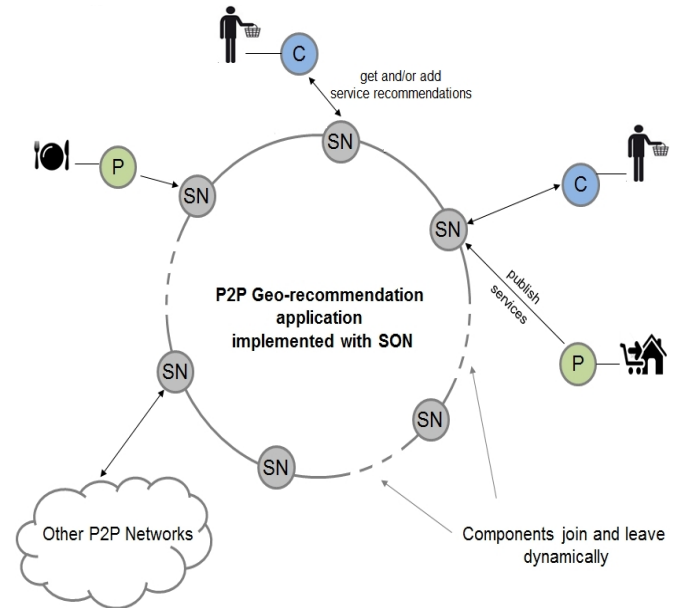 C
get and/or add
service recommendations
SN
P
SN
C
SN
publish
services
P2P Geo-recommendation
application
implemented with SON
P
SN
SN
SN
Other P2P Networks
Components join and leave
dynamically